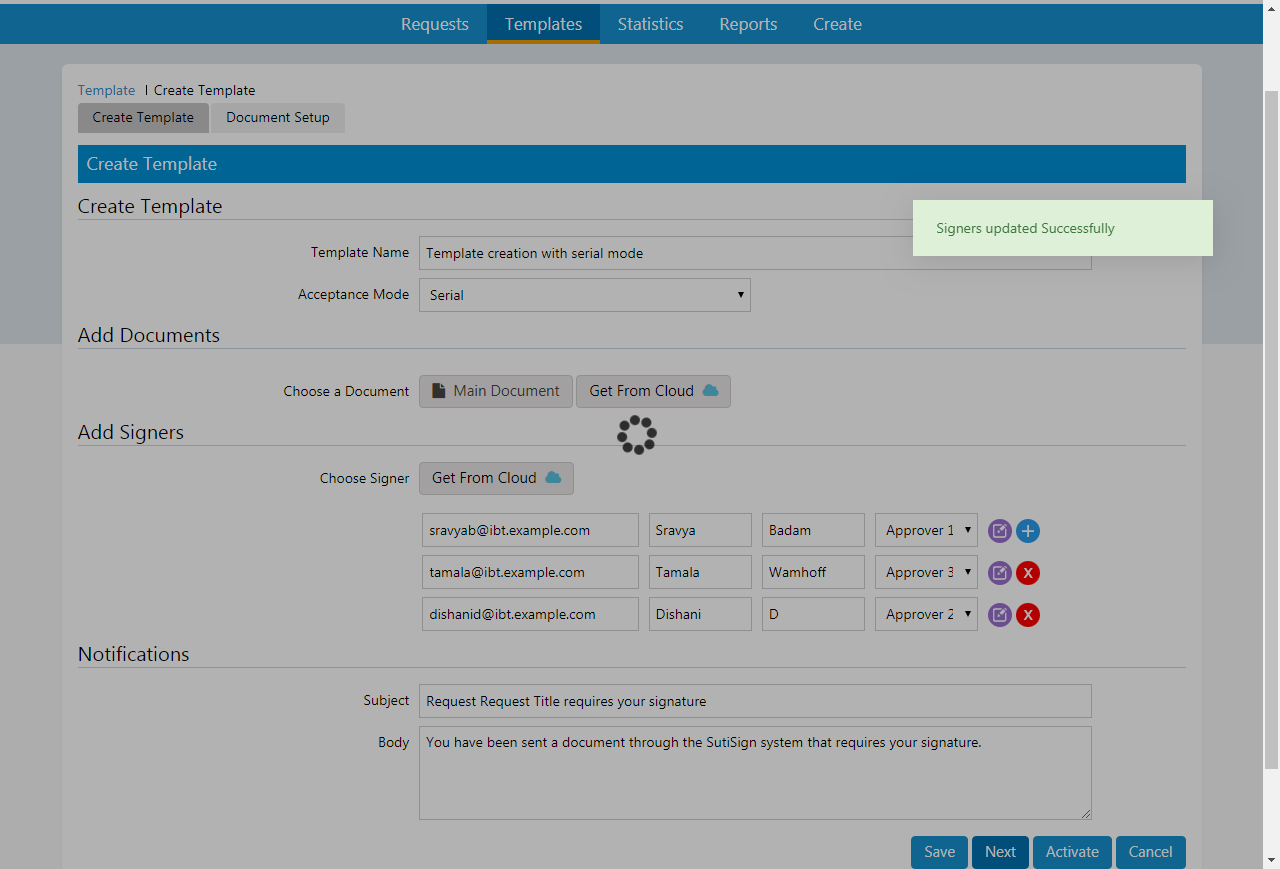 Requests Templates Statistics Reports Create
Template | Create Template
Create Template Document Setup
Create Template
Create Template
Signers updated Successfully
Template Name Template creation with serial mode
Acceptance Mode Serial
Add Documents
Choose a Document Main Document Get From Cloud
Add Signers
Choose Signer Get From Cloud
sravyab@ibt.example.com Sravya Badam Approver 1
tamala@ibt.example.com Tamala Wamhoff Approver 3 X
dishanid@ibt.example.com Dishani D Approver 2 X
Notifications
Subject Request Request Title requires your signature
Body You have been sent a document through the SutiSign system that requires your signature.
Save Next Activate Cancel